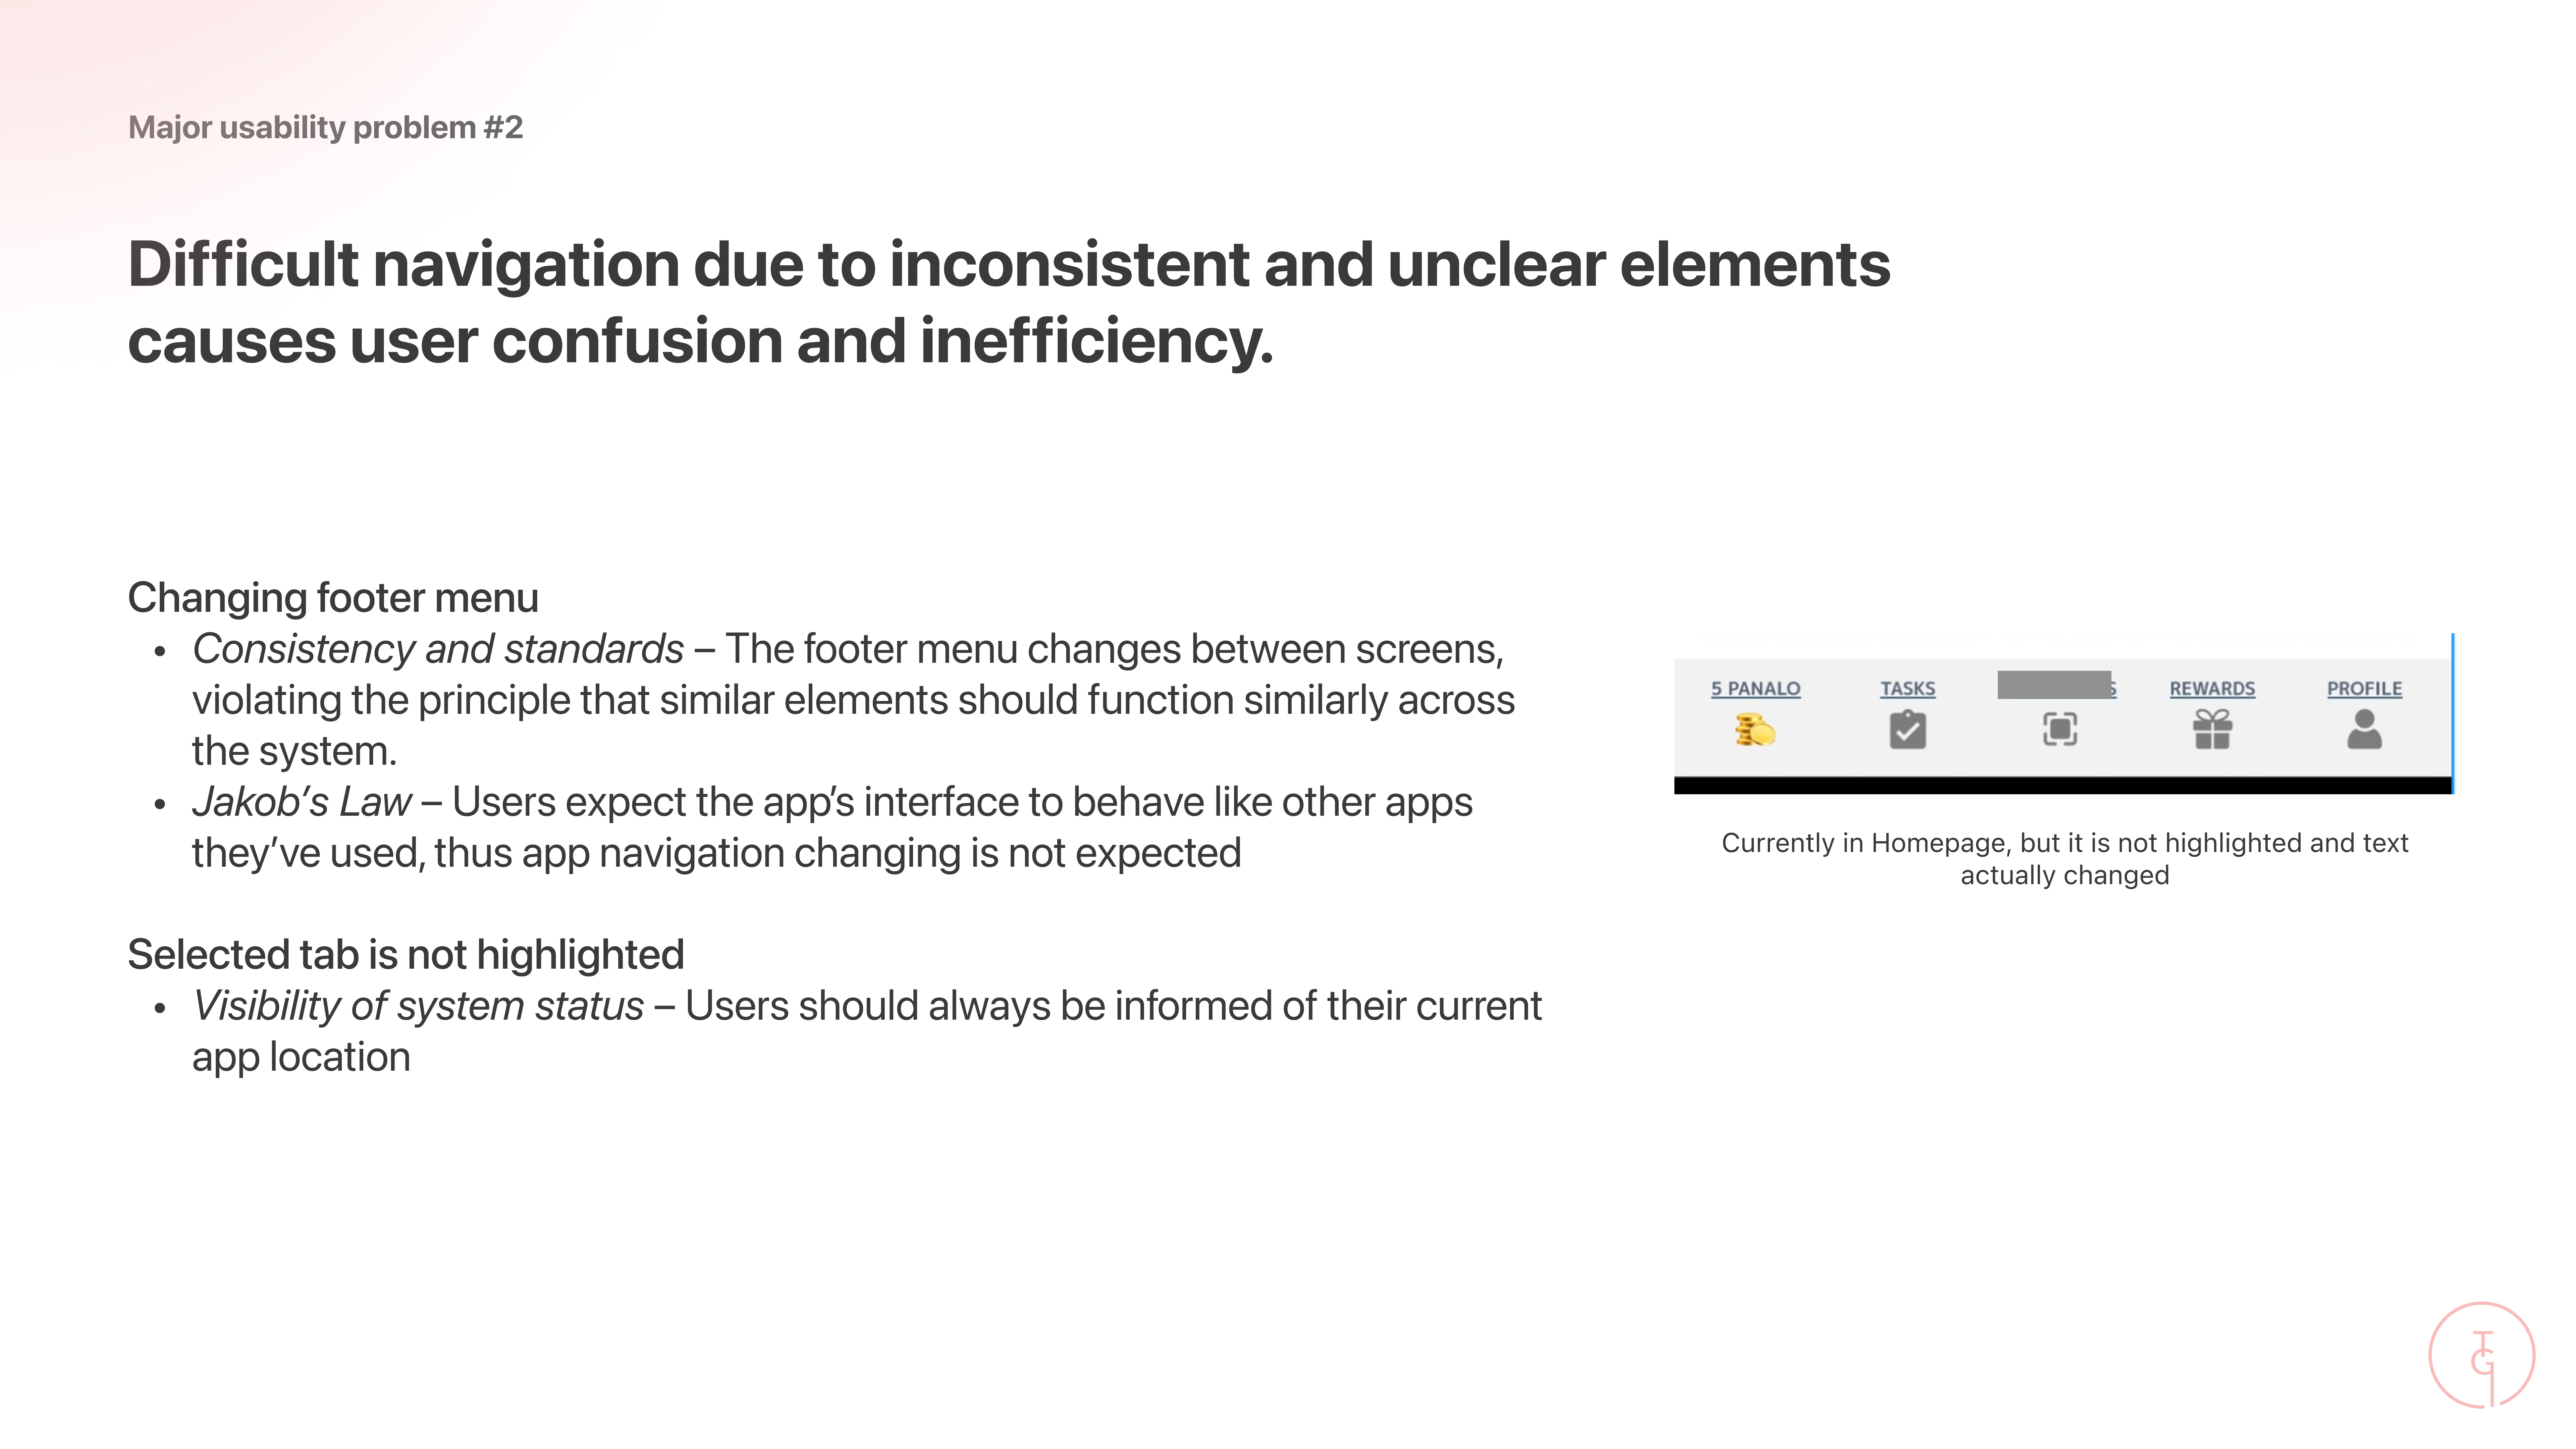 Major usability problem #2
Difficult navigation due to inconsistent and unclear elements
causes user confusion and inefficiency.
Changing footer menu
• Consistency and standards – The footer menu changes between screens,
violating the principle that similar elements should function similarly across
the system.
• Jakob’s Law – Users expect the app’s interface to behave like other apps
they’ve used, thus app navigation changing is not expected
Selected tab is not highlighted
• Visibility of system status – Users should always be informed of their current
app location
5 PANALO TASKS REWARDS PROFILE
Currently in Homepage, but it is not highlighted and text
actually changed